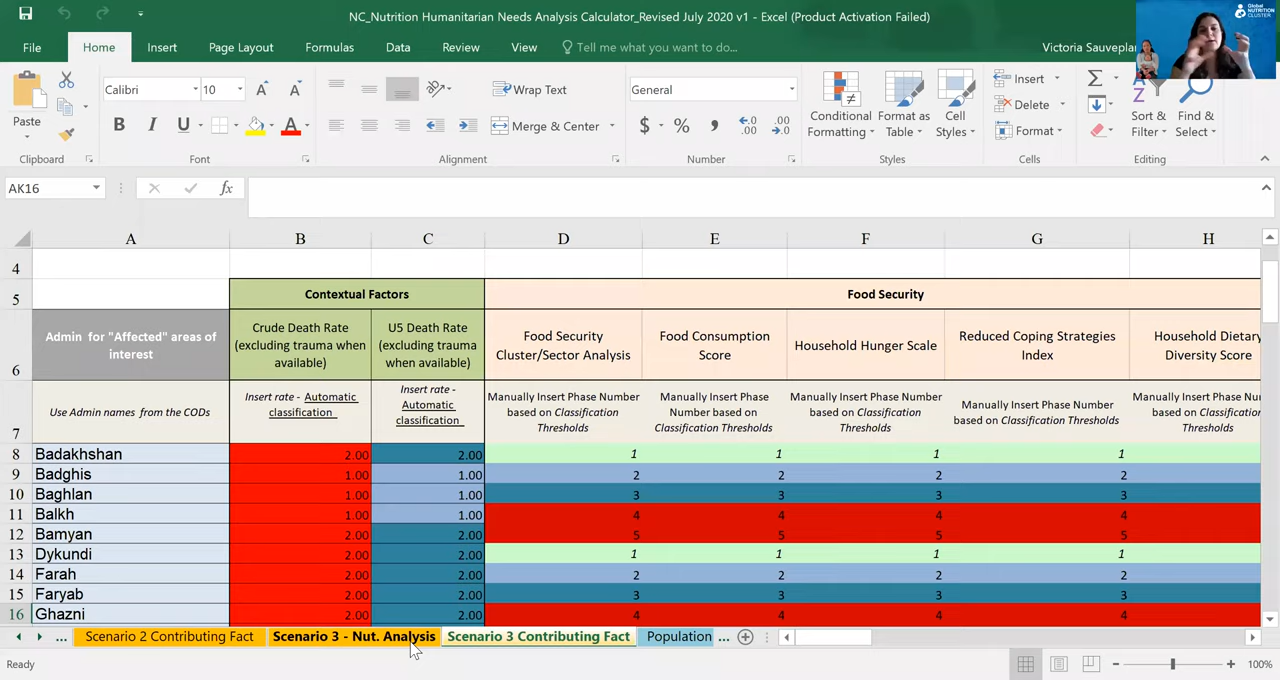 NC_Nutrition Humanitarian Needs Analysis Calculator_Revised July 2020 v1 - Excel (Product Activation Failed)
Global NUTRITION CLUSTER
File Home Insert Page Layout Formulas Data Review View Tell me what you want to do... Victoria Sauveplan
Calibri 10 Wrap Text General Insert
Paste B I U Merge & Center $ % Conditional Formatting Format as Table Cell Styles Delete Format Sort & Filter Find & Select
Clipboard Font Alignment Number Styles Cells Editing
AK16 fx
A B C D E F G H
4
5 Contextual Factors Food Security
6 Admin for "Affected" areas of interest Crude Death Rate (excluding trauma when available) U5 Death Rate (excluding trauma when available) Food Security Cluster/Sector Analysis Food Consumption Score Household Hunger Scale Reduced Coping Strategies Index Household Dietary Diversity Score
7 Use Admin names from the CODs Insert rate - Automatic classification Insert rate - Automatic classification Manually Insert Phase Number based on Classification Thresholds Manually Insert Phase Number based on Classification Thresholds Manually Insert Phase Number based on Classification Thresholds Manually Insert Phase Number based on Classification Thresholds Manually Insert Phase based on Classification Thresholds
8 Badakhshan 2.00 2.00 1 1 1 1
9 Badghis 1.00 1.00 2 2 2 2
10 Baghlan 1.00 1.00 3 3 3 3
11 Balkh 1.00 1.00 4 4 4 4
12 Bamyan 2.00 2.00 5 5 5 5
13 Dykundi 2.00 2.00 1 1 1 1
14 Farah 2.00 2.00 2 2 2 2
15 Faryab 2.00 2.00 3 3 3 3
16 Ghazni 2.00 2.00 4 4 4 4
... Scenario 2 Contributing Fact Scenario 3 - Nut. Analysis Scenario 3 Contributing Fact Population ...
Ready 100%